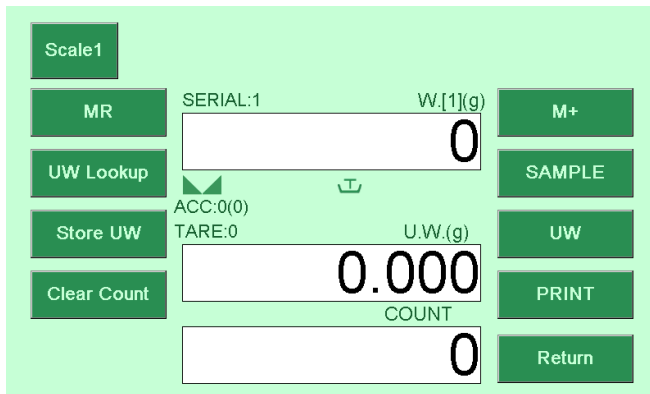 Scale1
MR
SERIAL:1 W.[1](g)
M+
0
UW Lookup
SAMPLE
T
ACC:0(0)
Store UW
TARE:0 U.W.(g)
UW
0.000
Clear Count
PRINT
COUNT
0
Return